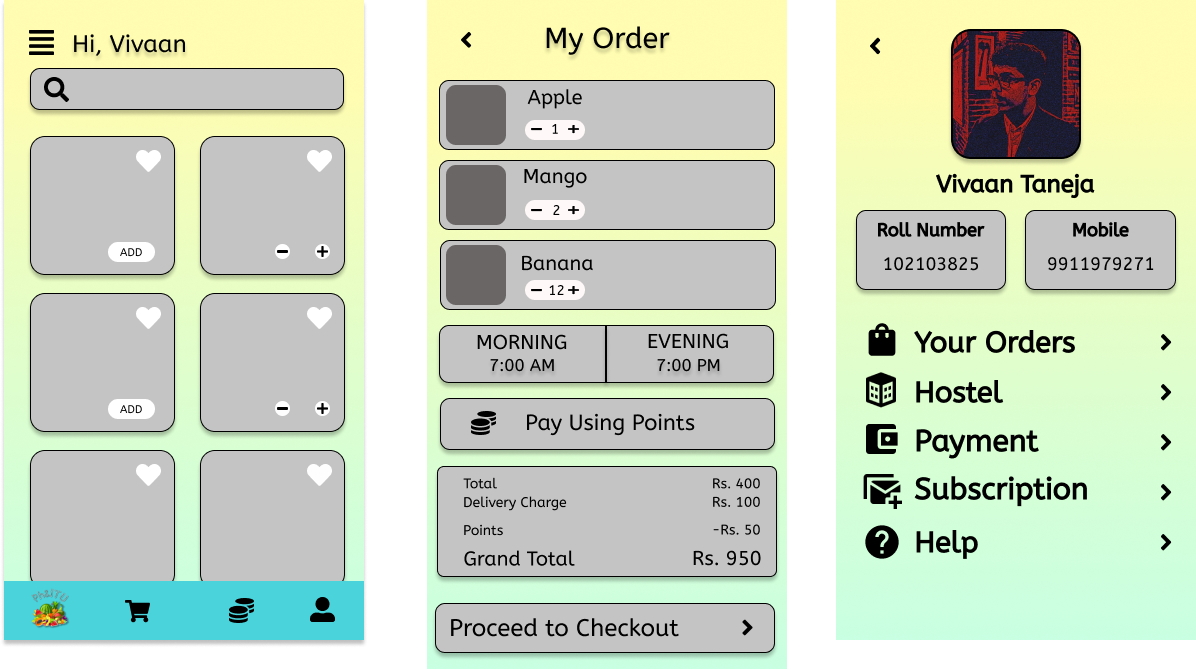 Hi, Vivaan
ADD
ADD
My Order
Apple
1
Mango
2
Banana
12
MORNING
7:00 AM
EVENING
7:00 PM
Pay Using Points
Total Rs. 400
Delivery Charge Rs. 100
Points -Rs. 50
Grand Total Rs. 950
Proceed to Checkout
Vivaan Taneja
Roll Number
102103825
Mobile
9911979271
Your Orders
Hostel
Payment
Subscription
Help